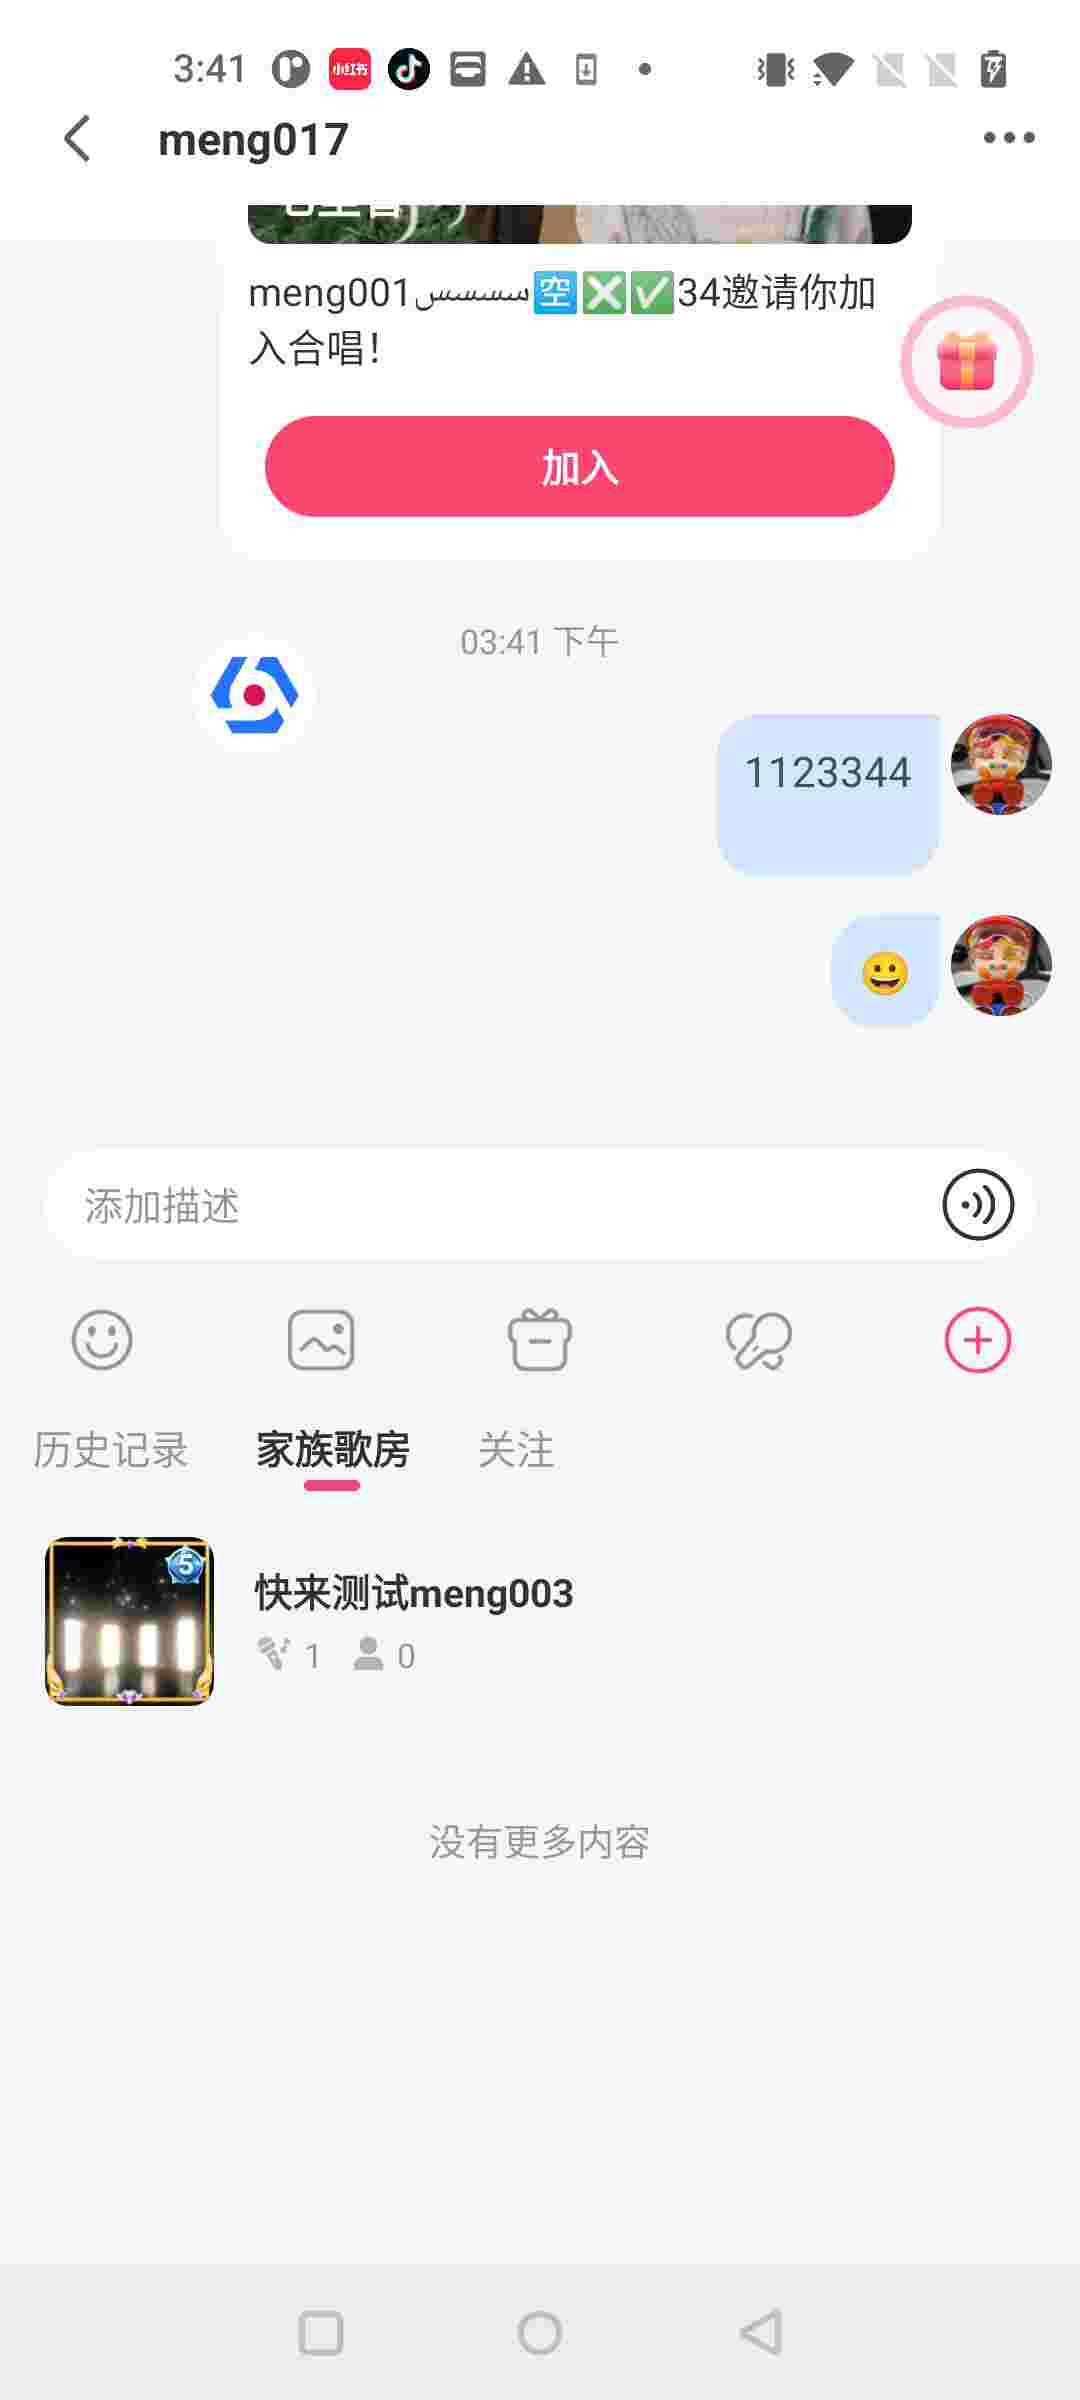 3:41
小红书
meng017
meng001سسسسس🈳❎✅34邀请你加
入合唱！
加入
03:41 下午
1123344
😀
添加描述
历史记录 家族歌房 关注
5
快来测试meng003
1 0
没有更多内容